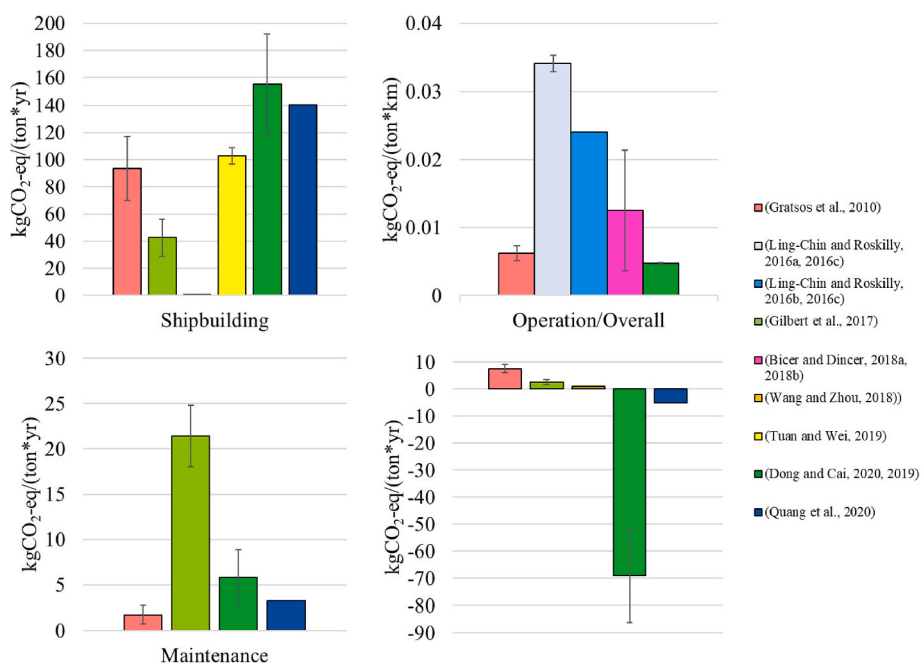 kgCO₂-eq/(ton*yr)
200
180
160
140
120
100
80
60
40
20
0
Shipbuilding
kgCO₂-eq/(ton*km)
0.04
0.03
0.02
0.01
0
Operation/Overall
kgCO₂-eq/(ton*yr)
30
25
20
15
10
5
0
Maintenance
kgCO₂-eq/(ton*yr)
10
0
-10
-20
-30
-40
-50
-60
-70
-80
-90
(Gratsos et al., 2010)
(Ling-Chin and Roskilly,
2016a, 2016c)
(Ling-Chin and Roskilly,
2016b, 2016c)
(Gilbert et al., 2017)
(Bicer and Dincer, 2018a,
2018b)
(Wang and Zhou, 2018))
(Tuan and Wei, 2019)
(Dong and Cai, 2020, 2019)
(Quang et al., 2020)